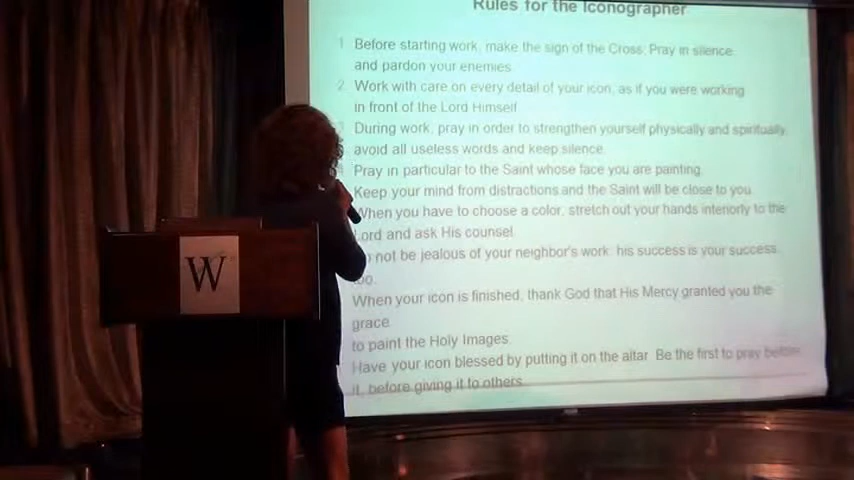 Rules for the Iconographer
1 Before starting work, make the sign of the Cross; Pray in silence
and pardon your enemies
2 Work with care on every detail of your icon, as if you were working
in front of the Lord Himself
3 During work, pray in order to strengthen yourself physically and spiritually,
avoid all useless words and keep silence.
Pray in particular to the Saint whose face you are painting.
Keep your mind from distractions and the Saint will be close to you.
When you have to choose a color, stretch out your hands interiorly to the
Lord and ask His counsel
not be jealous of your neighbor's work; his success is your success
too.
When your icon is finished, thank God that His Mercy granted you the
grace
to paint the Holy Images
Have your icon blessed by putting it on the altar. Be the first to pray before
it, before giving it to others.
W